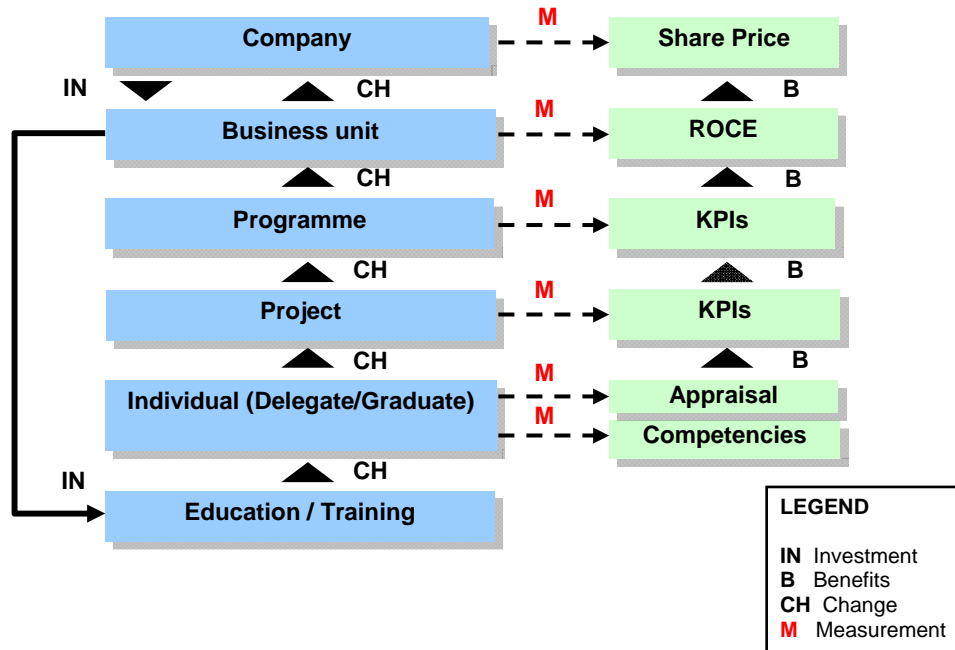 M
Company
Share Price
IN
CH
B
M
Business unit
ROCE
CH
B
M
Programme
KPIs
CH
B
M
Project
KPIs
CH
B
M
Individual (Delegate/Graduate)
Appraisal
M
Competencies
CH
IN
Education / Training
LEGEND
IN Investment
B Benefits
CH Change
M Measurement